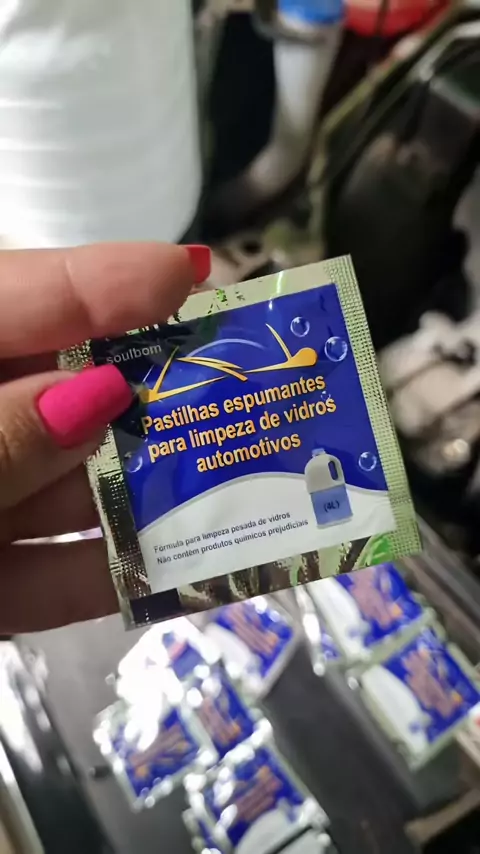 soulbom
Pastilhas espumantes
para limpeza de vidros
automotivos
(4L)
Fórmula para limpeza pesada de vidros
Não contém produtos químicos prejudiciais